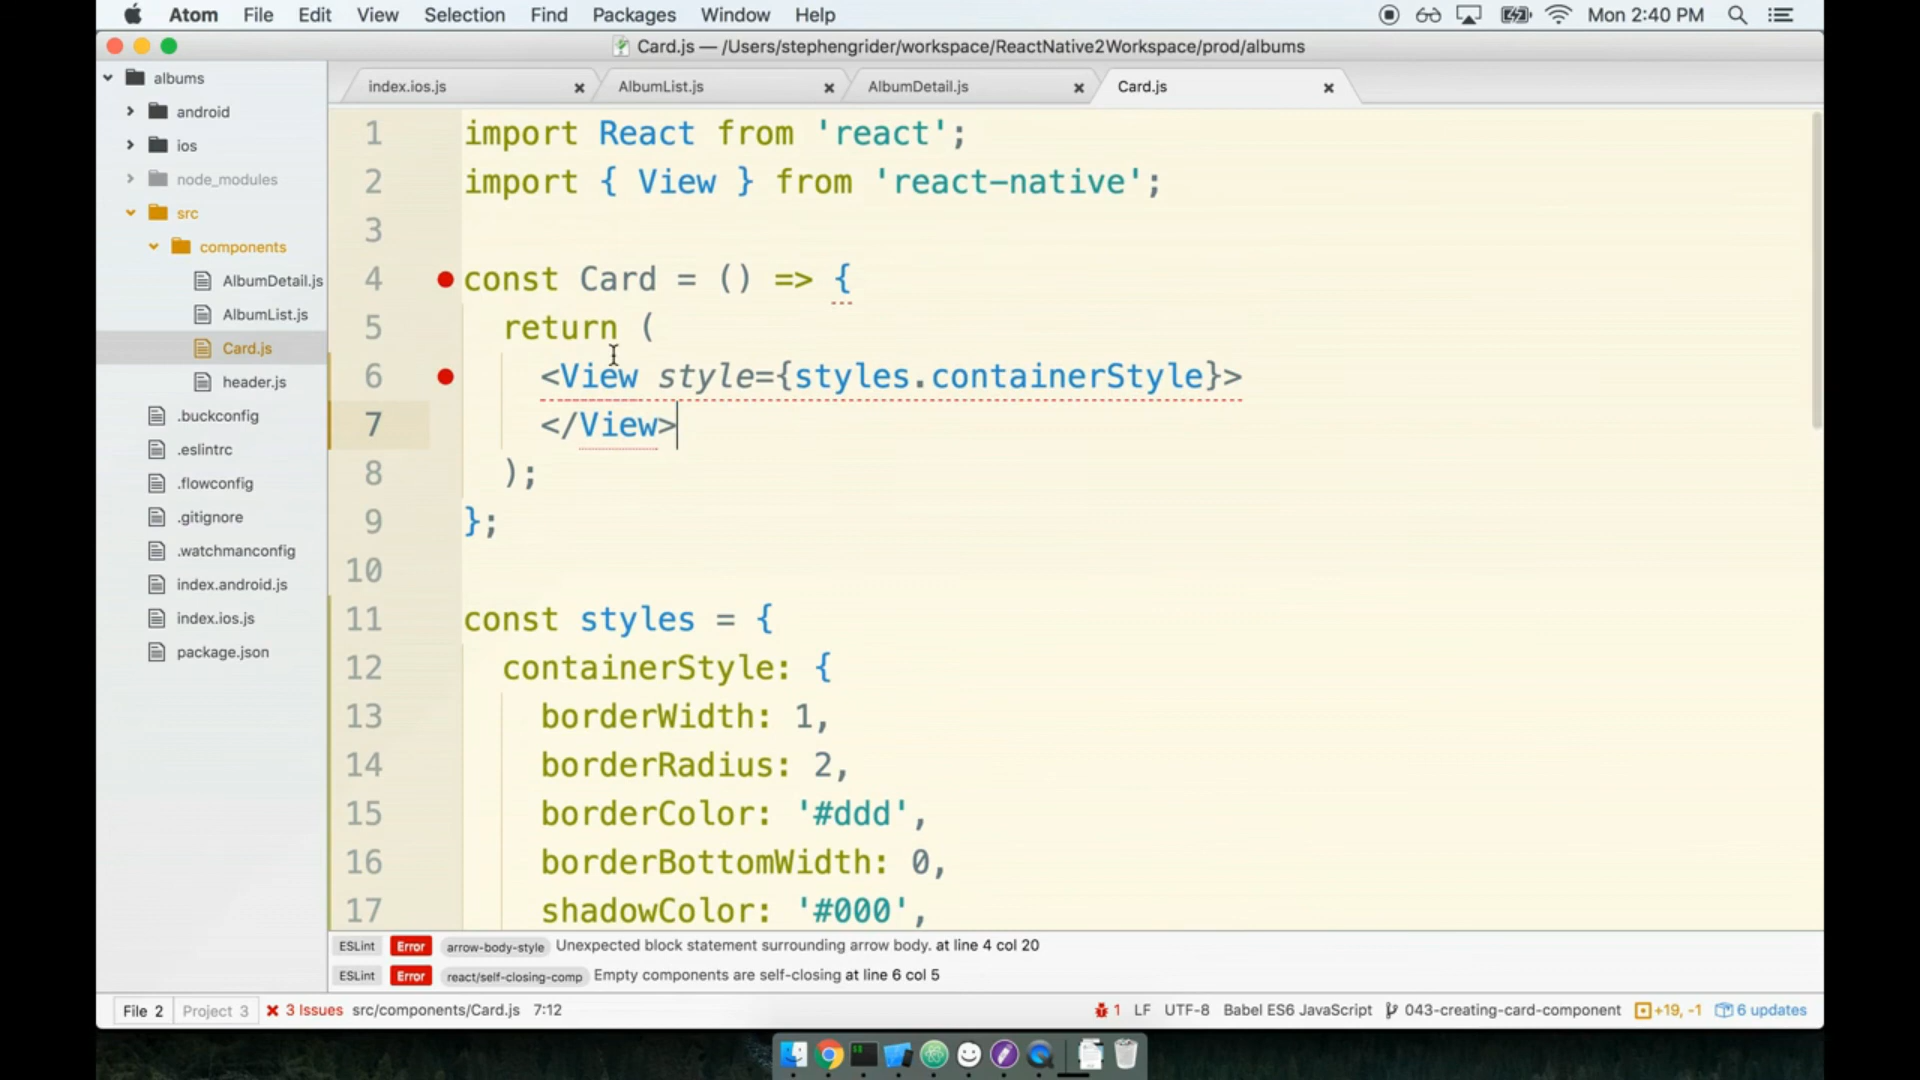 Atom File Edit View Selection Find Packages Window Help Mon 2:40 PM
Card.js — /Users/stephengrider/workspace/ReactNative2Workspace/prod/albums
albums
android
ios
node_modules
src
components
AlbumDetail.js
AlbumList.js
Card.js
header.js
.buckconfig
.eslintrc
.flowconfig
.gitignore
.watchmanconfig
index.android.js
index.ios.js
package.json
index.ios.js AlbumList.js AlbumDetail.js Card.js
1 import React from 'react';
2 import { View } from 'react-native';
3
4 const Card = () => {
5 return (
6 <View style={styles.containerStyle}>
7 </View>
8 );
9 };
10
11 const styles = {
12 containerStyle: {
13 borderWidth: 1,
14 borderRadius: 2,
15 borderColor: '#ddd',
16 borderBottomWidth: 0,
17 shadowColor: '#000',
ESLint Error arrow-body-style Unexpected block statement surrounding arrow body. at line 4 col 20
ESLint Error react/self-closing-comp Empty components are self-closing at line 6 col 5
File 2 Project 3 3 Issues src/components/Card.js 7:12 1 LF UTF-8 Babel ES6 JavaScript 043-creating-card-component +19, -1 6 updates